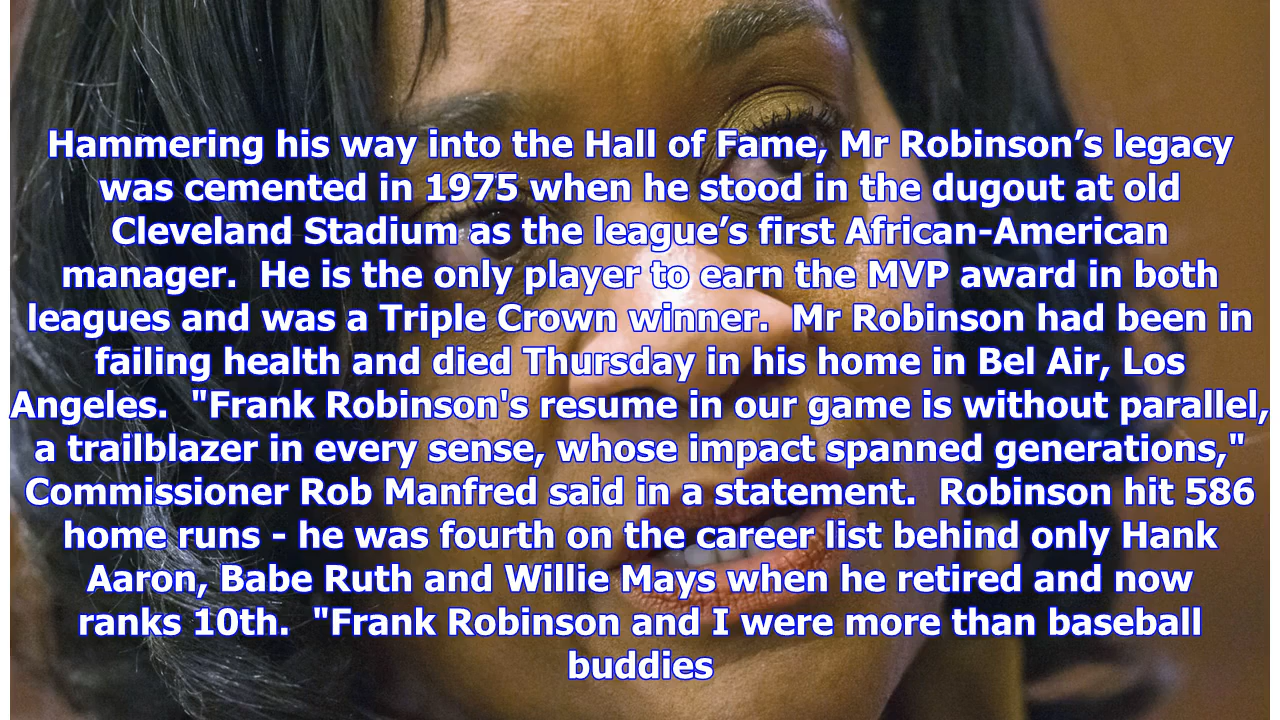 Hammering his way into the Hall of Fame, Mr Robinson’s legacy
was cemented in 1975 when he stood in the dugout at old
Cleveland Stadium as the league’s first African-American
manager.  He is the only player to earn the MVP award in both
leagues and was a Triple Crown winner.  Mr Robinson had been in
failing health and died Thursday in his home in Bel Air, Los
Angeles.  "Frank Robinson's resume in our game is without parallel,
a trailblazer in every sense, whose impact spanned generations,"
Commissioner Rob Manfred said in a statement.  Robinson hit 586
home runs - he was fourth on the career list behind only Hank
Aaron, Babe Ruth and Willie Mays when he retired and now
ranks 10th.  "Frank Robinson and I were more than baseball
buddies